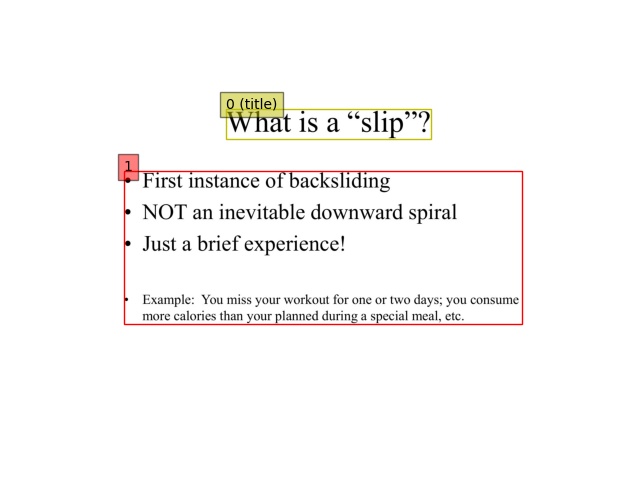 0 (title)
What is a “slip”?
1
• First instance of backsliding
• NOT an inevitable downward spiral
• Just a brief experience!
• Example:  You miss your workout for one or two days; you consume
more calories than your planned during a special meal, etc.